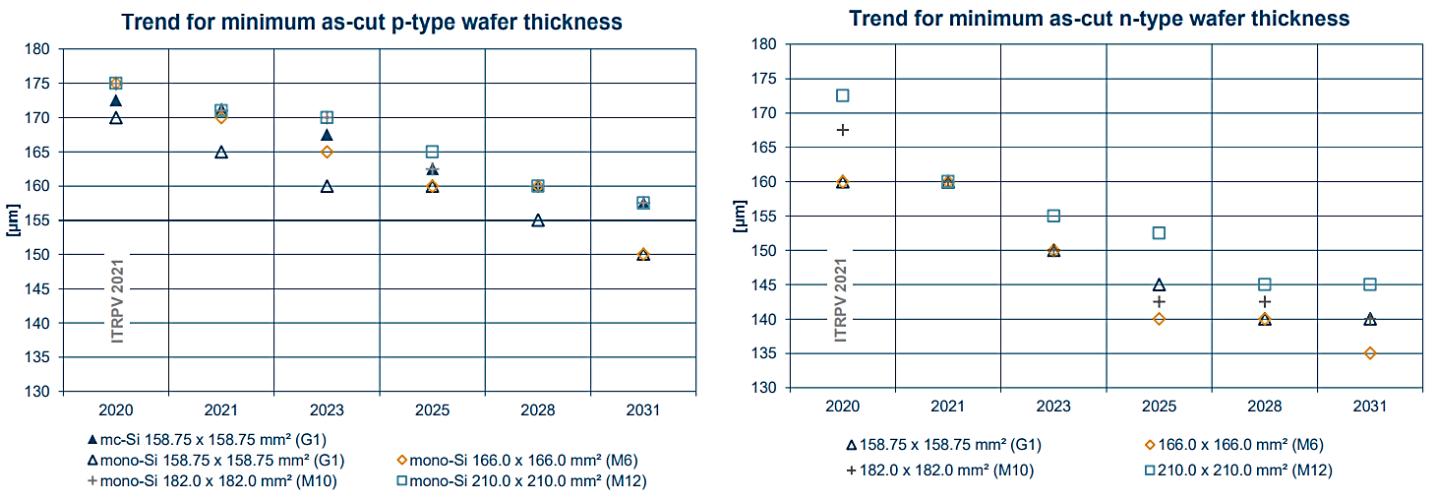 Trend for minimum as-cut p-type wafer thickness
180
175
170
165
160
155
150
145
140
135
130
[µm]
ITRPV 2021
2020 2021 2023 2025 2028 2031
mc-Si 158.75 x 158.75 mm² (G1)
mono-Si 158.75 x 158.75 mm² (G1) mono-Si 166.0 x 166.0 mm² (M6)
mono-Si 182.0 x 182.0 mm² (M10) mono-Si 210.0 x 210.0 mm² (M12)
Trend for minimum as-cut n-type wafer thickness
180
175
170
165
160
155
150
145
140
135
130
[µm]
ITRPV 2021
2020 2021 2023 2025 2028 2031
158.75 x 158.75 mm² (G1) 166.0 x 166.0 mm² (M6)
182.0 x 182.0 mm² (M10) 210.0 x 210.0 mm² (M12)